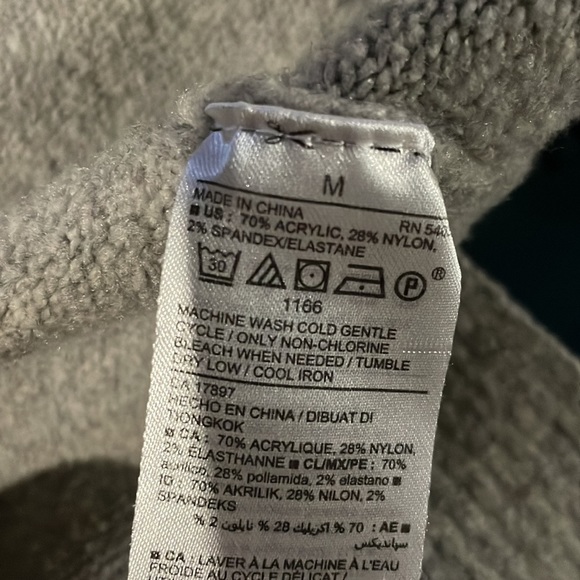 M
MADE IN CHINA RN 54
■ US : 70% ACRYLIC, 28% NYLON,
2% SPANDEX/ELASTANE
30 P ®
1166
MACHINE WASH COLD GENTLE
CYCLE / ONLY NON-CHLORINE
BLEACH WHEN NEEDED / TUMBLE
DRY LOW / COOL IRON
CA 17897
HECHO EN CHINA / DIBUAT DI
TIONGKOK
CA : 70% ACRYLIQUE, 28% NYLON,
2% ELASTHANNE ■ CL/MX/PE : 70%
acrílico, 28% poliamida, 2% elastano ■
ID : 70% AKRILIK, 28% NILON, 2%
SPANDEKS
■ AE : 70 % اكريليك 28 % نايلون 2 %
سبانديكس
CA : LAVER À LA MACHINE À L'EAU
FROIDE AU CYCLE DÉLICAT /